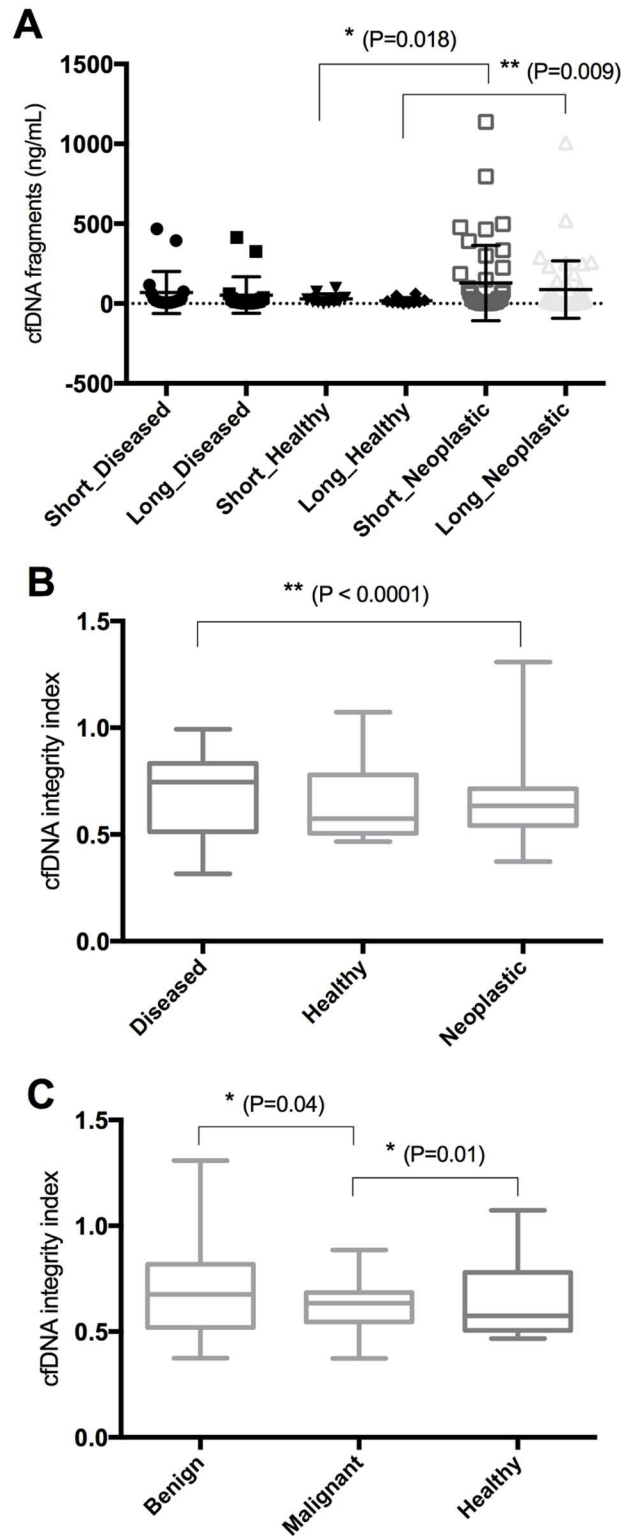 A
* (P=0.018)
** (P=0.009)
cfDNA fragments (ng/mL)
1500
1000
500
0
-500
Short_Diseased
Long_Diseased
Short_Healthy
Long_Healthy
Short_Neoplastic
Long_Neoplastic
B
** (P < 0.0001)
cfDNA integrity index
1.5
1.0
0.5
0.0
Diseased
Healthy
Neoplastic
C
* (P=0.04)
* (P=0.01)
cfDNA integrity index
1.5
1.0
0.5
0.0
Benign
Malignant
Healthy